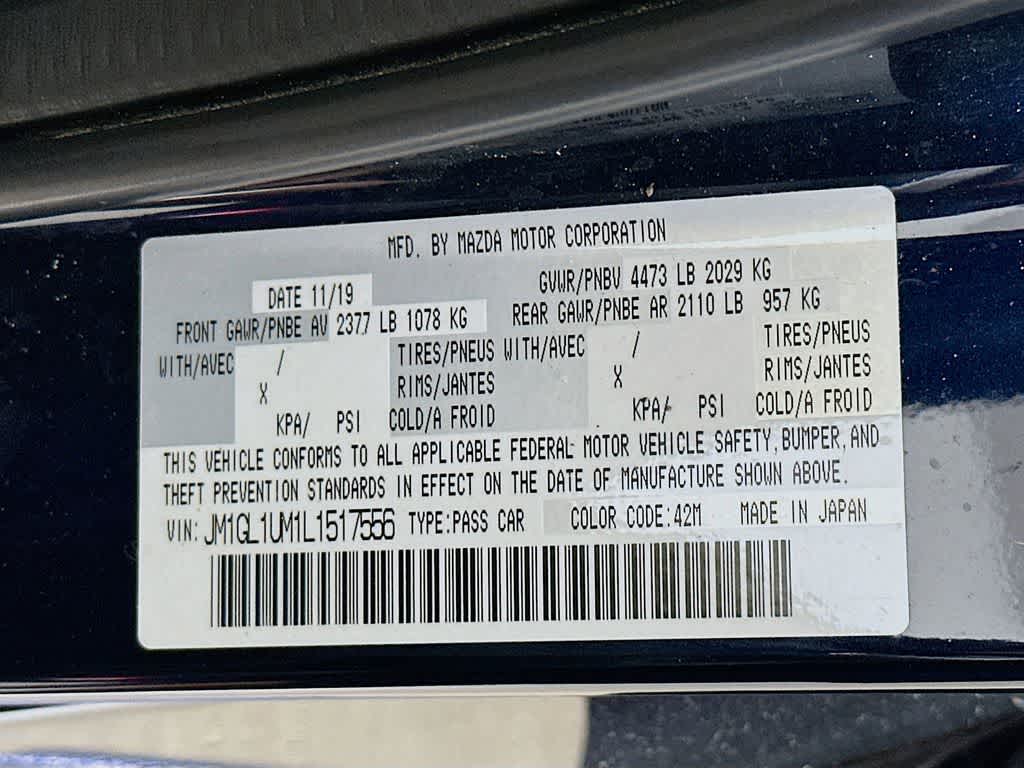 MFD. BY MAZDA MOTOR CORPORATION
DATE 11/19 GVWR/PNBV 4473 LB 2029 KG
FRONT GAWR/PNBE AV 2377 LB 1078 KG REAR GAWR/PNBE AR 2110 LB 957 KG
WITH/AVEC / TIRES/PNEUS WITH/AVEC / TIRES/PNEUS
X RIMS/JANTES X RIMS/JANTES
KPA/ PSI COLD/A FROID KPA/ PSI COLD/A FROID
THIS VEHICLE CONFORMS TO ALL APPLICABLE FEDERAL MOTOR VEHICLE SAFETY, BUMPER, AND
THEFT PREVENTION STANDARDS IN EFFECT ON THE DATE OF MANUFACTURE SHOWN ABOVE.
VIN: JM1GL1UM1L1517556 TYPE: PASS CAR COLOR CODE: 42M MADE IN JAPAN